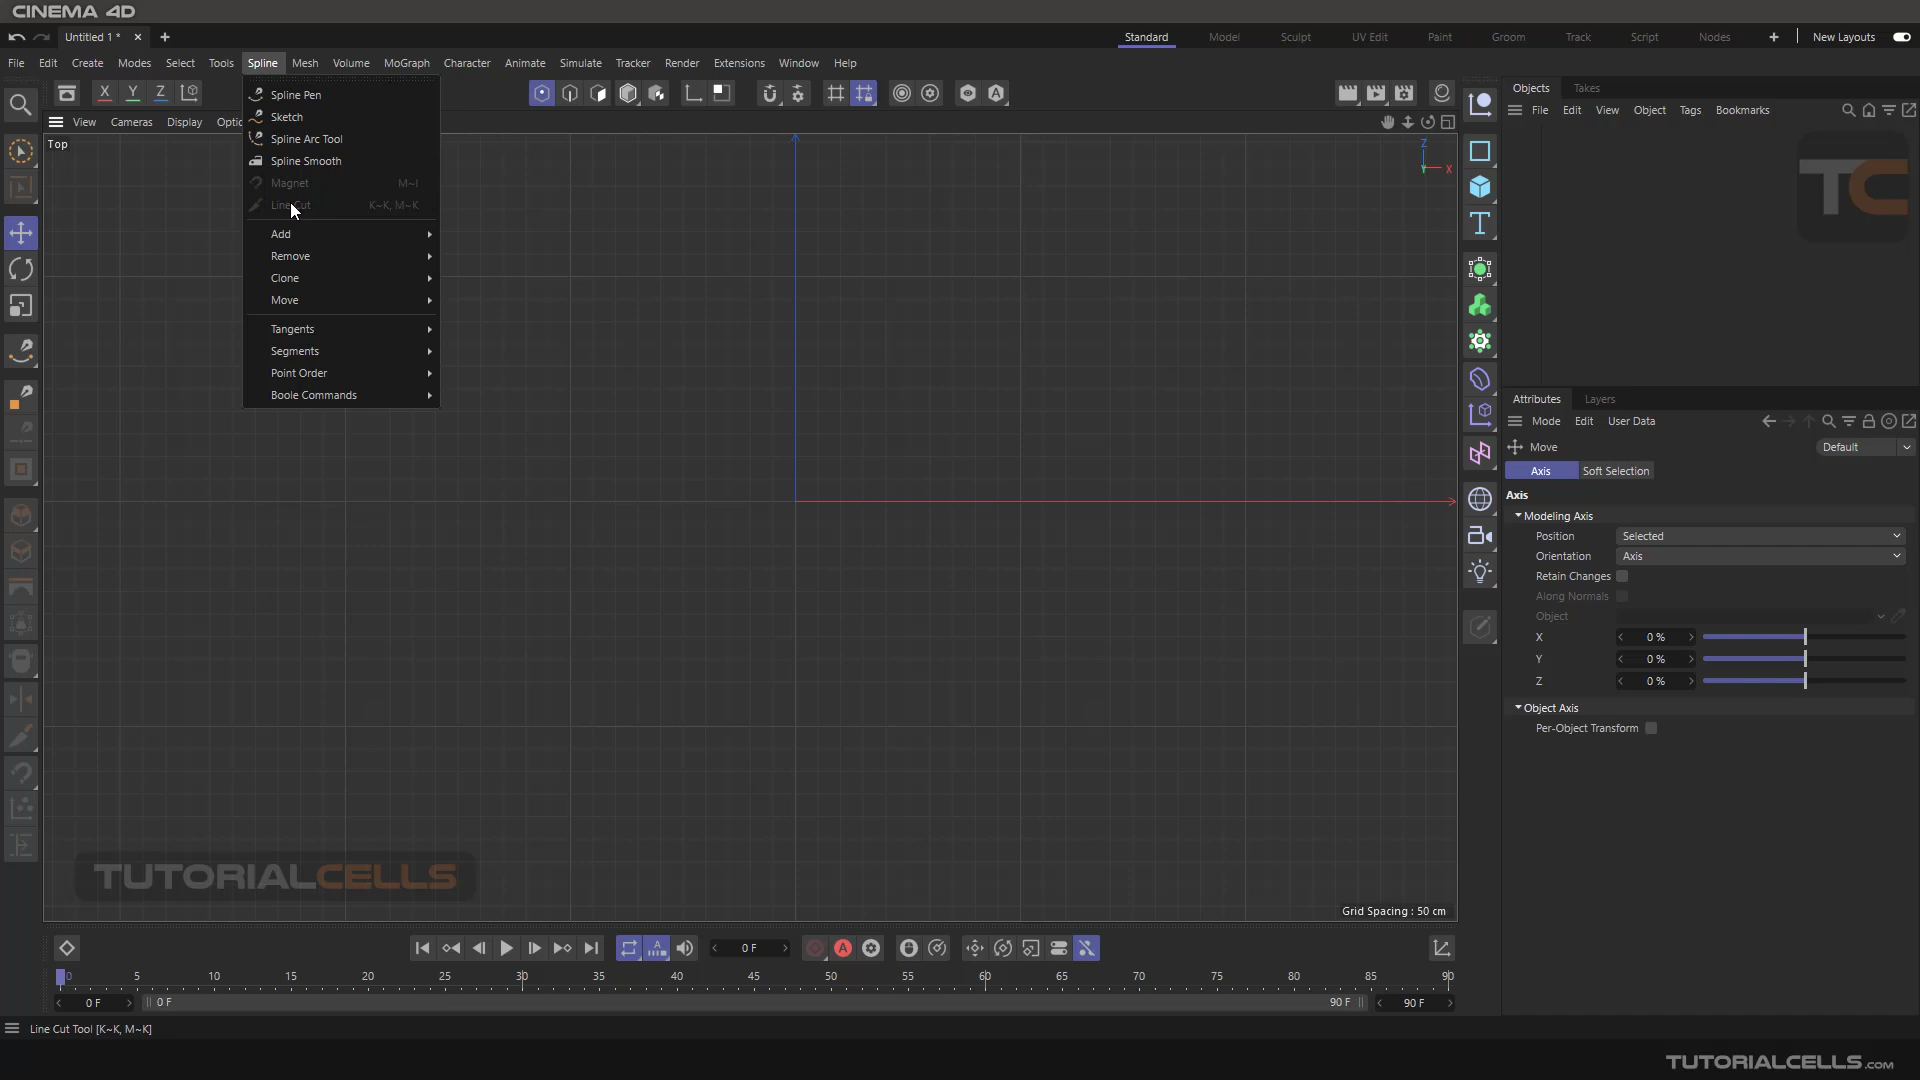 CINEMA 4D
Untitled 1 *
Standard Model Sculpt UV Edit Paint Groom Track Script Nodes New Layouts
File Edit Create Modes Select Tools Spline Mesh Volume MoGraph Character Animate Simulate Tracker Render Extensions Window Help
Objects Takes
X Y Z
File Edit View Object Tags Bookmarks
View Cameras Display Optic
Top
Spline Pen
Sketch
Spline Arc Tool
Spline Smooth
Magnet M~I
Line Cut K~K, M~K
Add
Remove
Clone
Move
Tangents
Segments
Point Order
Boole Commands
Z
X
TC
Attributes Layers
Mode Edit User Data
Move Default
Axis Soft Selection
Axis
Modeling Axis
Position Selected
Orientation Axis
Retain Changes
Along Normals
Object
X 0 %
Y 0 %
Z 0 %
Object Axis
Per-Object Transform
TUTORIALCELLS
Grid Spacing : 50 cm
0 F
0 5 10 15 20 25 30 35 40 45 50 55 60 65 70 75 80 85 90
0 F 0 F 90 F 90 F
Line Cut Tool [K~K, M~K]
TUTORIALCELLS.COM